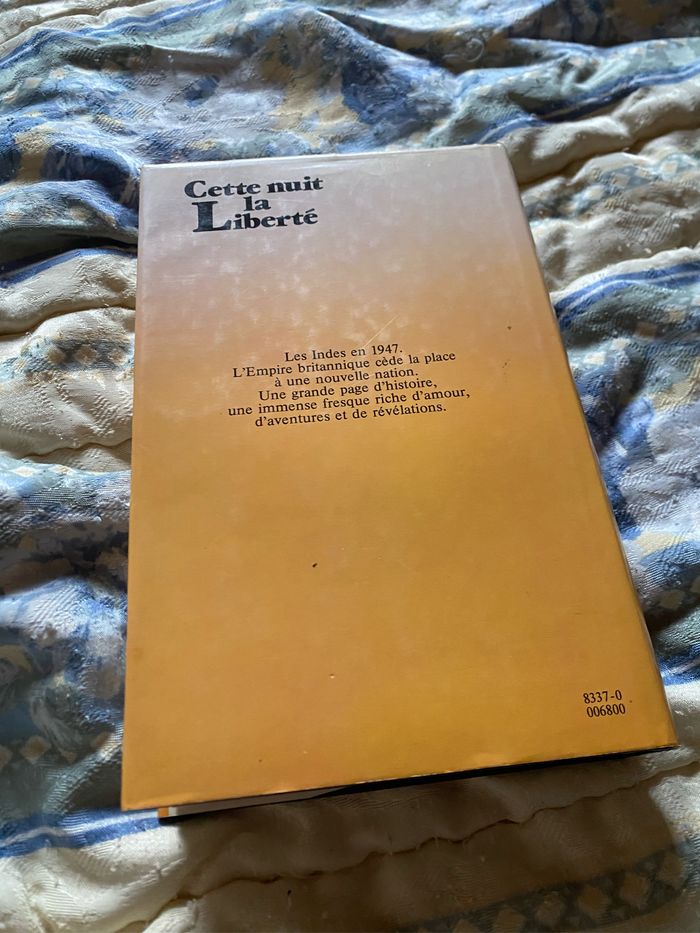 Cette nuit
la
Liberté
Les Indes en 1947.
L'Empire britannique cède la place
à une nouvelle nation.
Une grande page d'histoire,
une immense fresque riche d'amour,
d'aventures et de révélations.
8337-0
006800